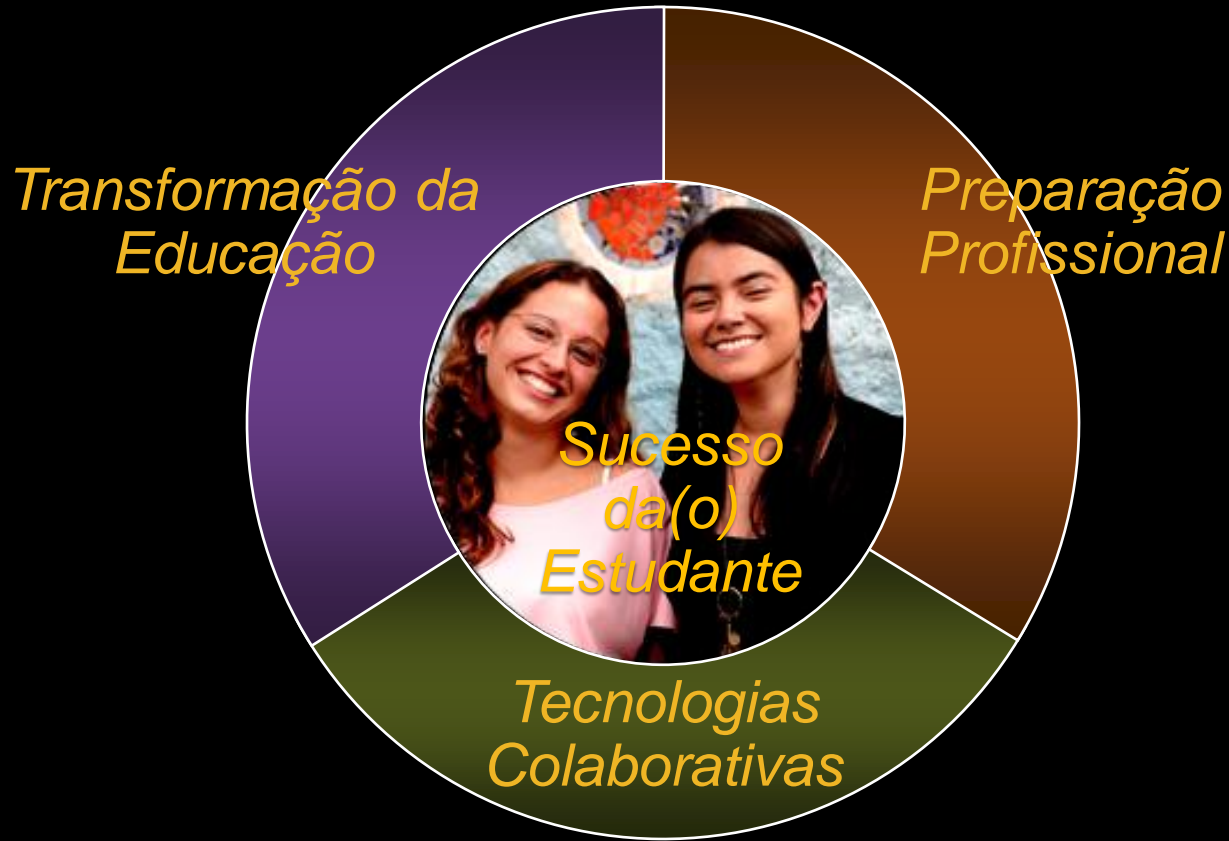 Transformação da
Educação
Preparação
Profissional
Sucesso
da(o)
Estudante
Tecnologias
Colaborativas